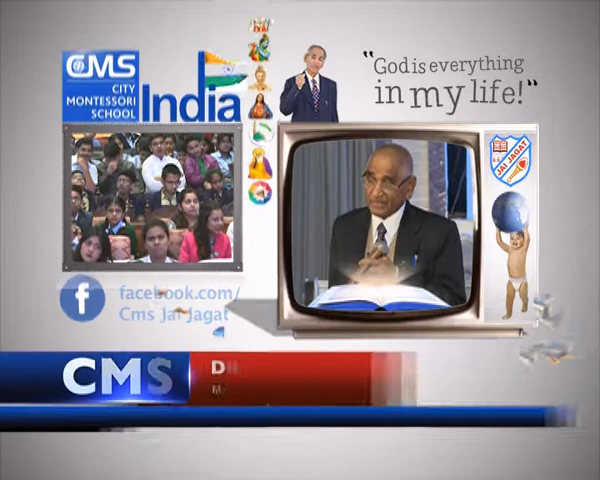 CMS
CITY
MONTESSORI
SCHOOL
India
"God is everything
in my life!"
JAI JAGAT
facebook.com/
Cms Jai Jagat
CMS